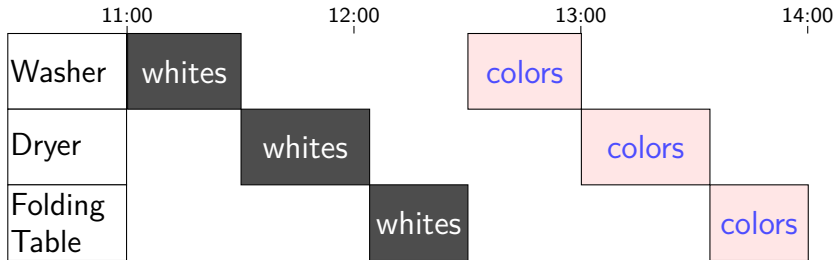 11:00 12:00 13:00 14:00
Washer whites colors
Dryer whites colors
Folding
Table whites colors